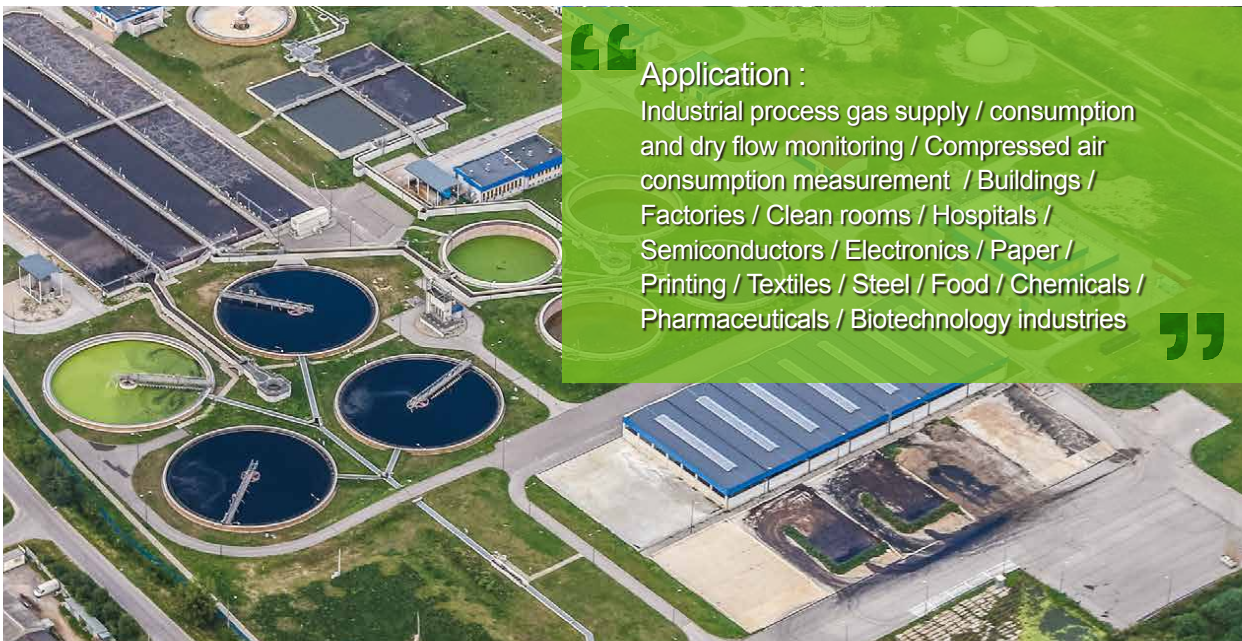 Application :
Industrial process gas supply / consumption
and dry flow monitoring / Compressed air
consumption measurement / Buildings /
Factories / Clean rooms / Hospitals /
Semiconductors / Electronics / Paper /
Printing / Textiles / Steel / Food / Chemicals /
Pharmaceuticals / Biotechnology industries